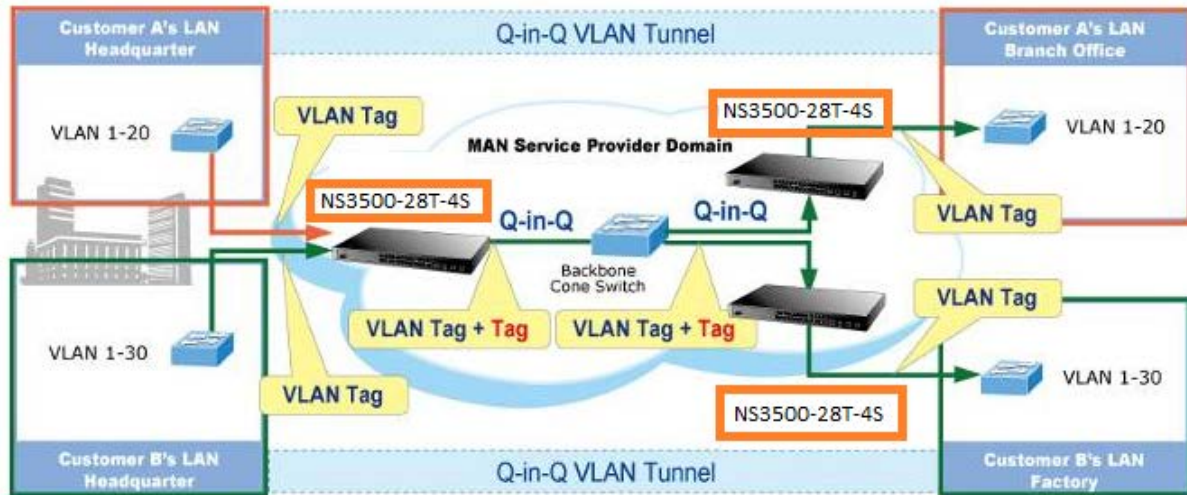 Customer A's LAN
Headquarter
Q-in-Q VLAN Tunnel
Customer A's LAN
Branch Office
VLAN 1-20
VLAN Tag
NS3500-28T-4S
VLAN 1-20
MAN Service Provider Domain
NS3500-28T-4S
Q-in-Q
Q-in-Q
VLAN Tag
Backbone
Cone Switch
VLAN Tag
VLAN Tag + Tag
VLAN Tag + Tag
VLAN 1-30
VLAN Tag
VLAN 1-30
NS3500-28T-4S
Customer B's LAN
Headquarter
Q-in-Q VLAN Tunnel
Customer B's LAN
Factory